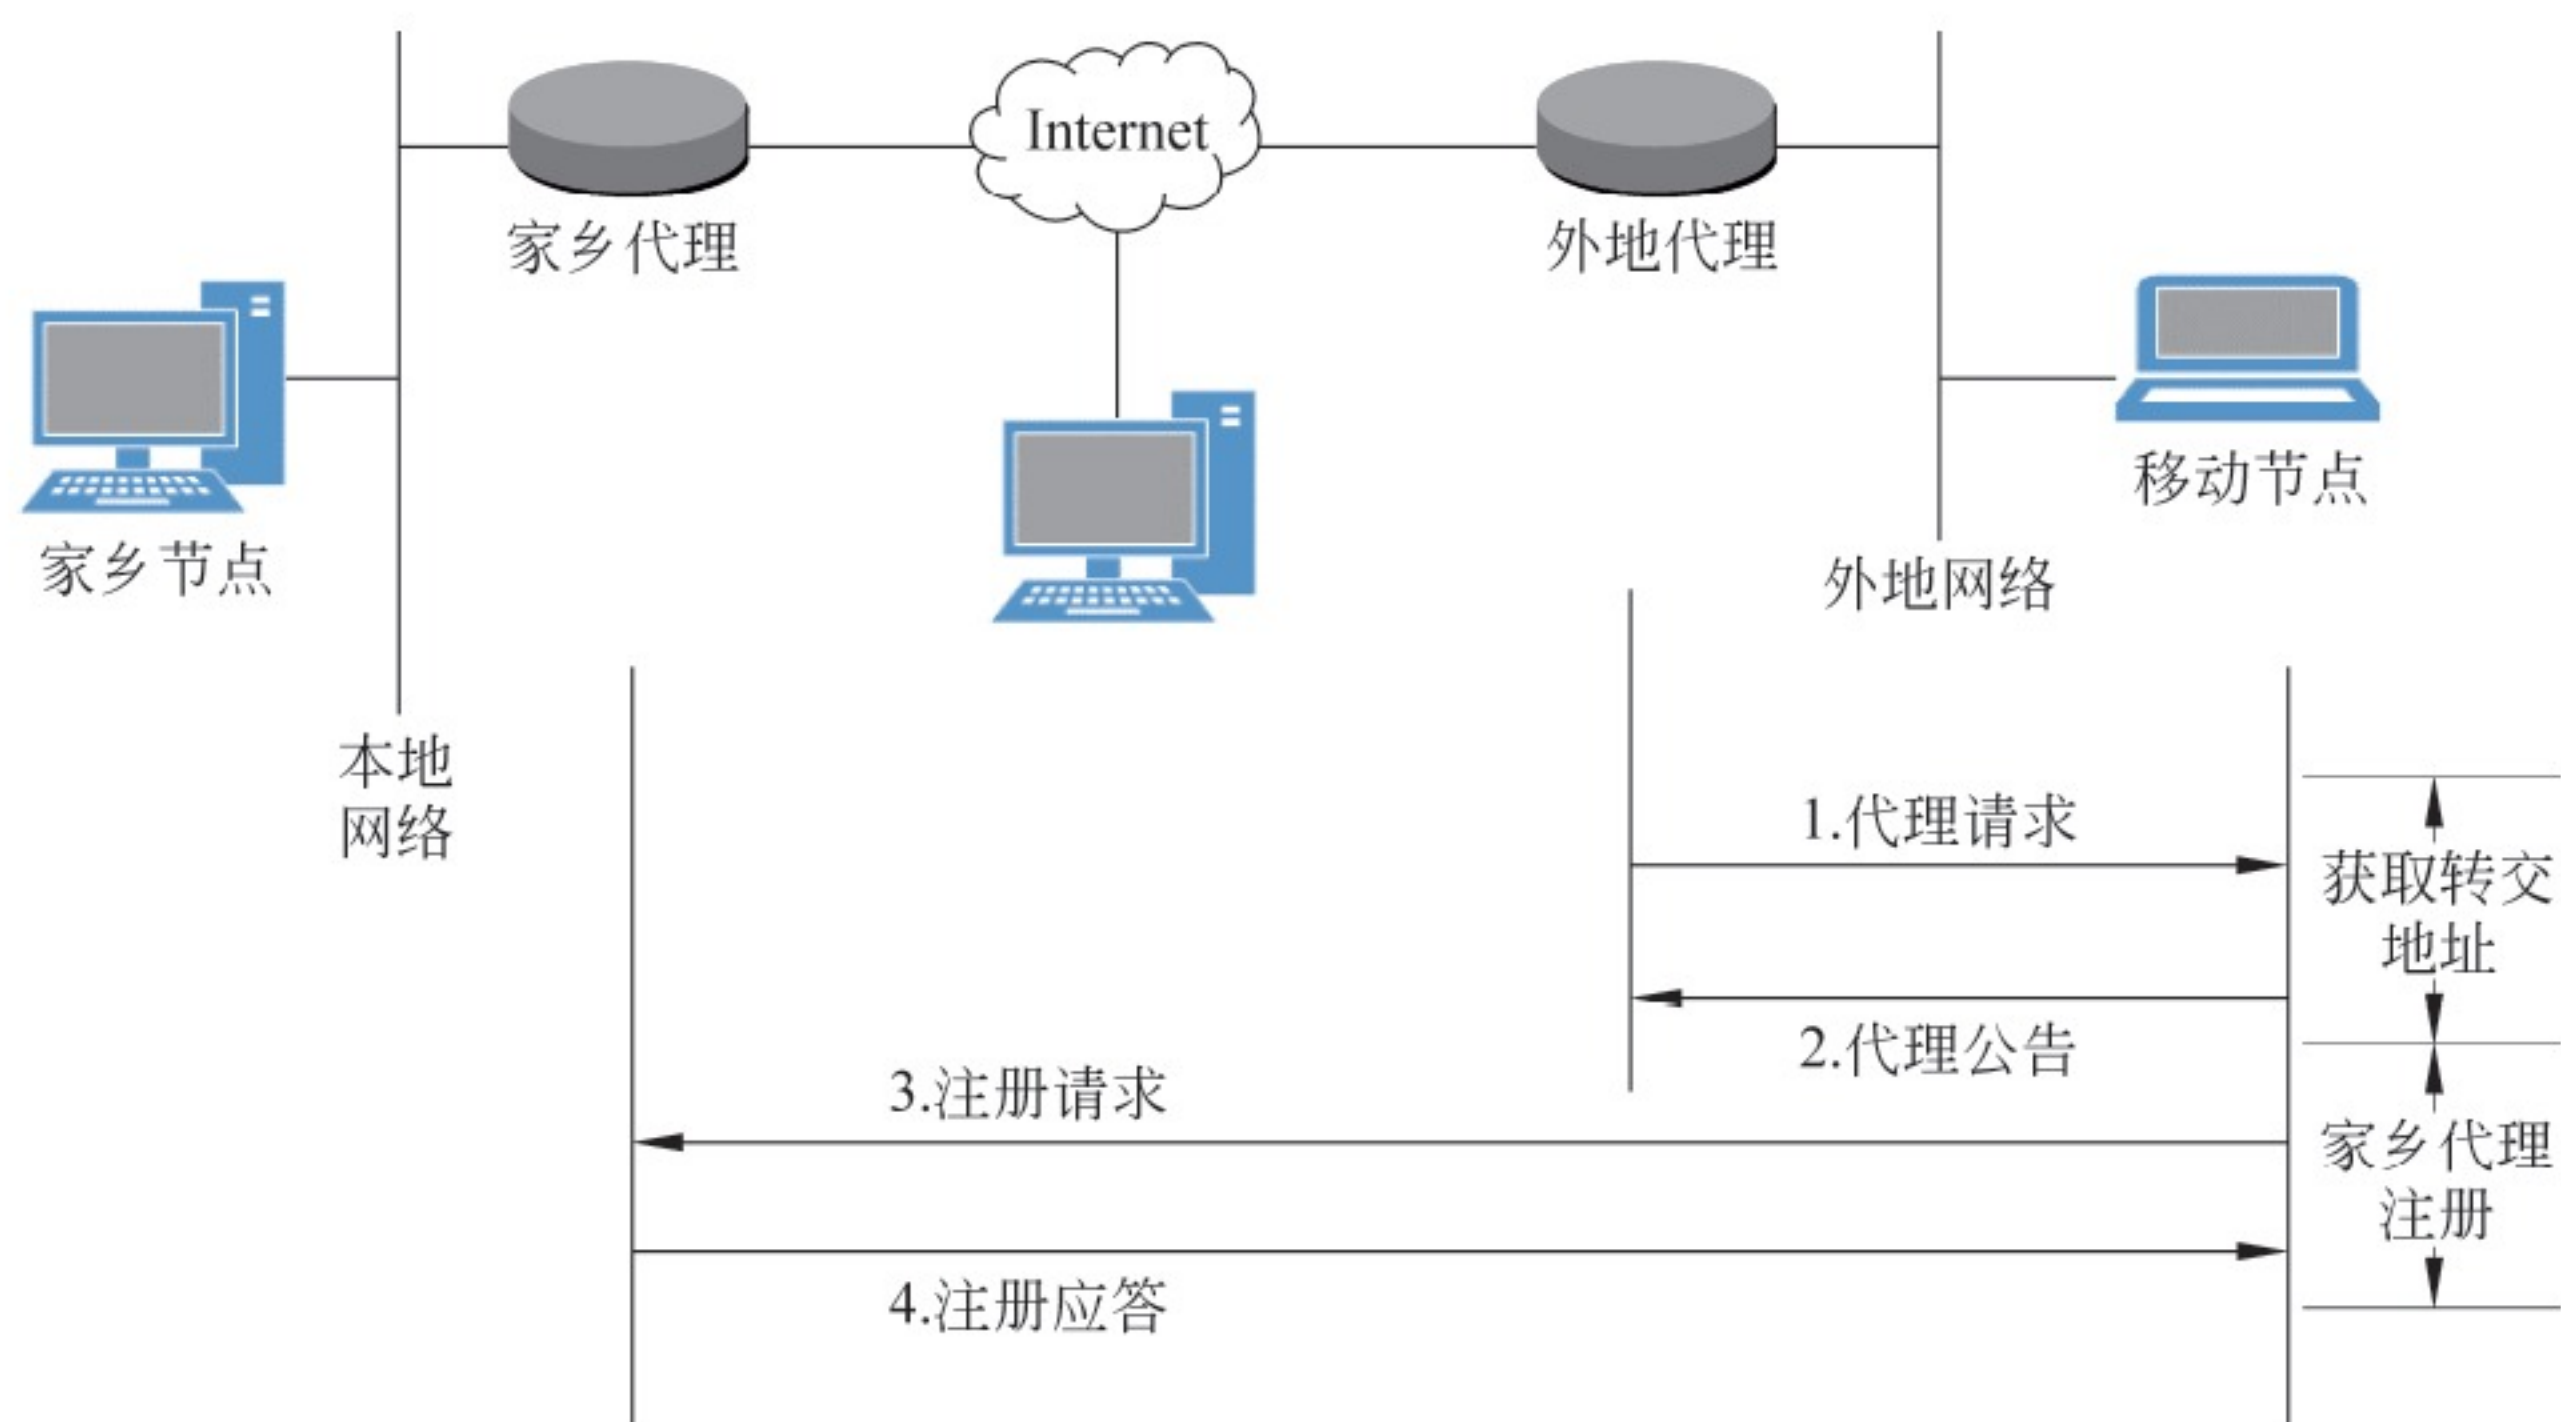 Internet
家乡代理
外地代理
移动节点
家乡节点
外地网络
本地
网络
1.代理请求
获取转交
地址
2.代理公告
3.注册请求
家乡代理
注册
4.注册应答